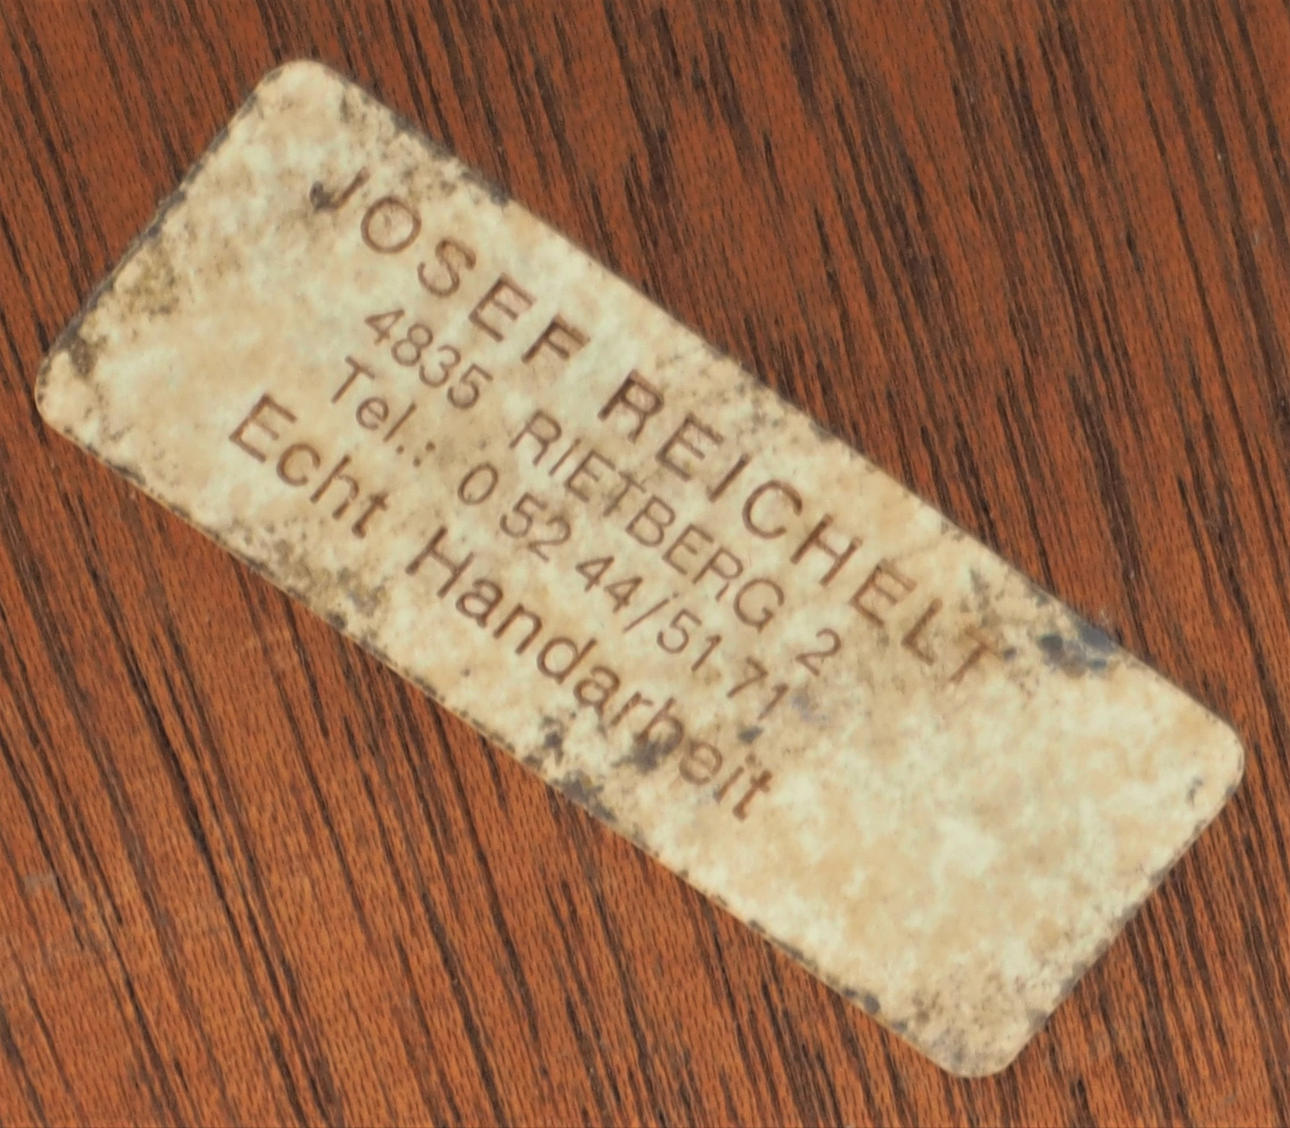 JOSEF REICHELT
4835 RIETBERG 2
Tel.: 0 52 44/51 71
Echt Handarbeit